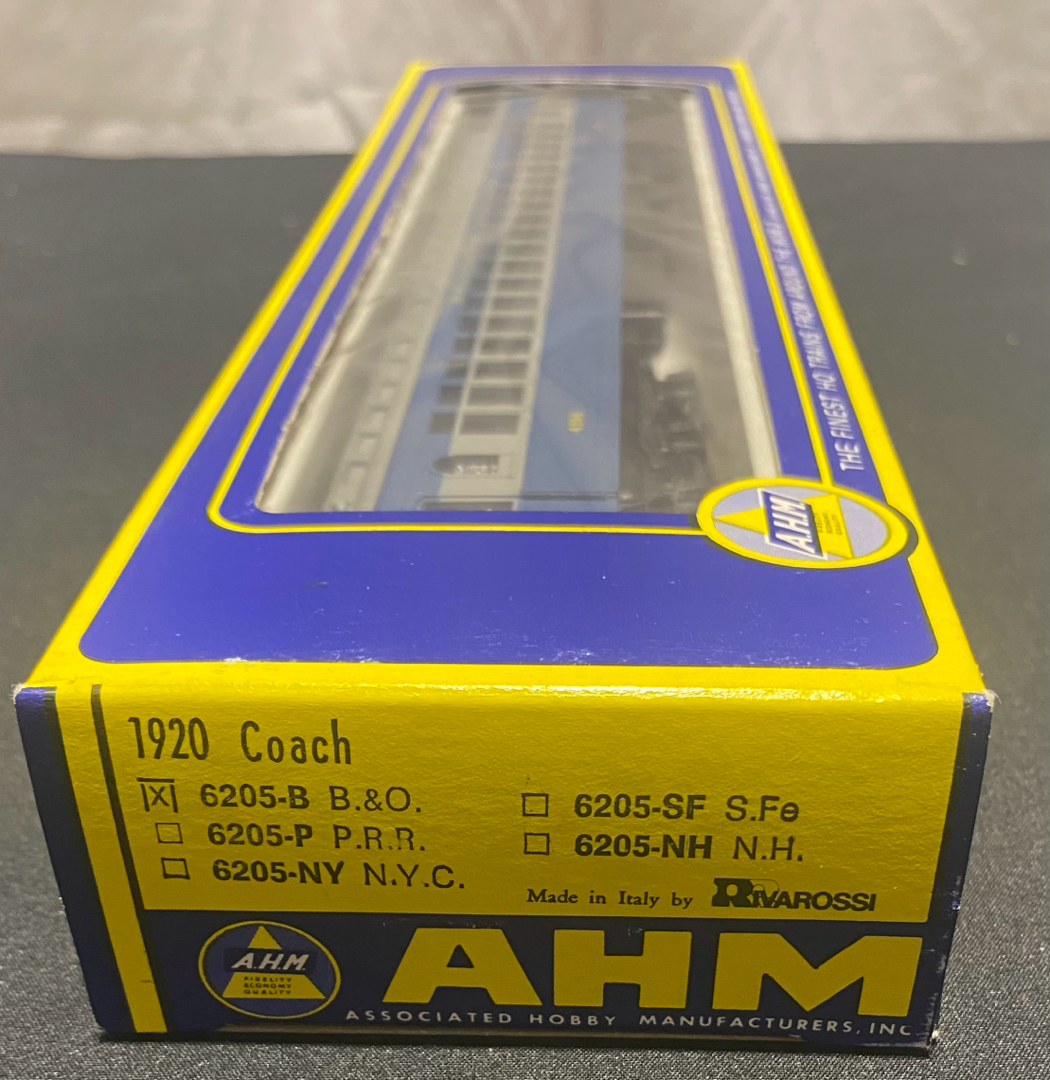 THE FINEST HO TRAINS FROM AROUND THE WORLD
A.H.M
1920 Coach
X 6205-B B.&O.
6205-P P.R.R.
6205-NY N.Y.C.
6205-SF S.Fe
6205-NH N.H.
Made in Italy by RIVAROSSI
A.H.M.
FIDELITY
ECONOMY
QUALITY
AHM
ASSOCIATED HOBBY MANUFACTURERS, INC